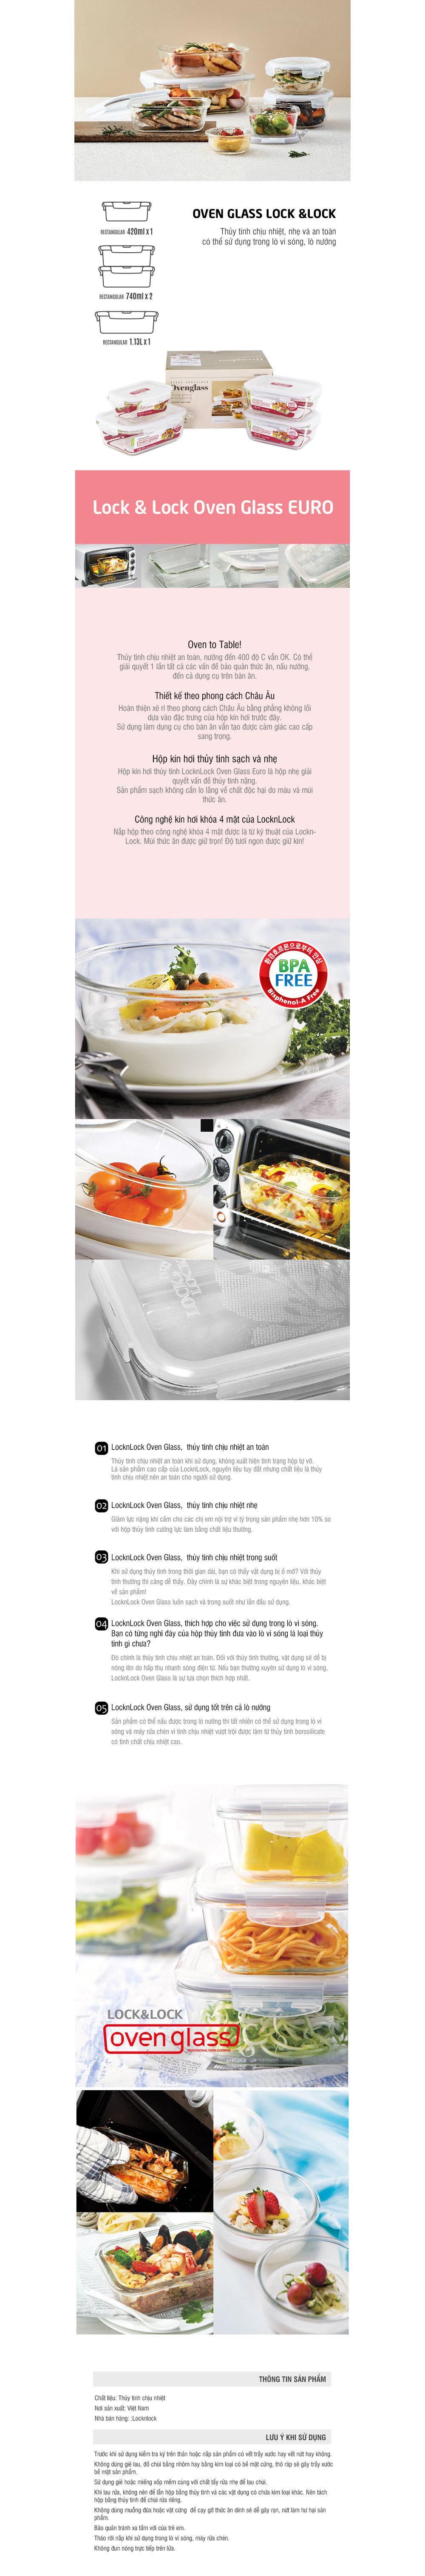 RECTANGULAR 420ml x 1
RECTANGULAR 740ml x 2
RECTANGULAR 1.13L x 1
OVEN GLASS LOCK &LOCK
Thủy tinh chịu nhiệt, nhẹ và an toàn
có thể sử dụng trong lò vi sóng, lò nướng
Ovenglass
Lock & Lock Oven Glass EURO
Oven to Table!
Thủy tinh chịu nhiệt an toàn, nướng đến 400 độ C vẫn OK. Có thể
giải quyết 1 lần tất cả các vấn đề bảo quản thức ăn, nấu nướng,
đến cả dụng cụ trên bàn ăn.
Thiết kế theo phong cách Châu Âu
Hoàn thiện xê ri theo phong cách Châu Âu bằng phẳng không lồi
dựa vào đặc trưng của hộp kín hơi trước đây.
Sử dụng làm dụng cụ cho bàn ăn vẫn tạo được cảm giác cao cấp
sang trọng.
Hộp kín hơi thủy tinh sạch và nhẹ
Hộp kín hơi thủy tinh LocknLock Oven Glass Euro là hộp nhẹ giải
quyết vấn đề thủy tinh nặng.
Sản phẩm sạch không cần lo lắng về chất độc hại do màu và mùi
thức ăn.
Công nghệ kín hơi khóa 4 mặt của LocknLock
Nắp hộp theo công nghệ khóa 4 mặt được là từ kỹ thuật của Lockn-
Lock. Mùi thức ăn được giữ trọn! Độ tươi ngon được giữ kín!
환경호르몬으로부터 안심
BPA
FREE
Bisphenol-A Free
01 LocknLock Oven Glass, thủy tinh chịu nhiệt an toàn
Thủy tinh chịu nhiệt an toàn khi sử dụng, không xuất hiện tình trạng hộp tự vỡ.
Là sản phẩm cao cấp của LocknLock, nguyên liệu tuy đắt nhưng chất liệu là thủy
tinh chịu nhiệt nên an toàn cho người sử dụng.
02 LocknLock Oven Glass, thủy tinh chịu nhiệt nhẹ
Giảm lực nặng khi cầm cho các chị em nội trợ vì tỷ trọng sản phẩm nhẹ hơn 10% so
với hộp thủy tinh cường lực làm bằng chất liệu thường.
03 LocknLock Oven Glass, thủy tinh chịu nhiệt trong suốt
Khi sử dụng thủy tinh trong thời gian dài, bạn có thấy vật dụng bị ố mờ? Với thủy
tinh thường thì càng dễ thấy. Đây chính là sự khác biệt trong nguyên liệu, khác biệt
về sản phẩm!
LocknLock Oven Glass luôn sạch và trong suốt như lần đầu sử dụng.
04 LocknLock Oven Glass, thích hợp cho việc sử dụng trong lò vi sóng.
Bạn có từng nghi đây của hộp thủy tinh đưa vào lò vi sóng là loại thủy
tinh gì chưa?
Đó chính là thủy tinh chịu nhiệt an toàn. Đối với thủy tinh thường, vật dụng sẽ dễ bị
nóng lên do hấp thụ nhanh sóng điện từ. Nếu bạn thường xuyên sử dụng lò vi sóng,
LocknLock Oven Glass là sự lựa chọn thích hợp nhất.
05 LocknLock Oven Glass, sử dụng tốt trên cả lò nướng
Sản phẩm có thể nấu được trong lò nướng thì tất nhiên có thể sử dụng trong lò vi
sóng và máy rửa chén vì tính chịu nhiệt vượt trội được làm từ thủy tinh borosilicate
có tính chất chịu nhiệt cao.
LOCK&LOCK
ovenglass
THÔNG TIN SẢN PHẨM
Chất liệu: Thủy tinh chịu nhiệt
Nơi sản xuất: Việt Nam
Nhà bán hàng: :Locknlock
LƯU Ý KHI SỬ DỤNG
Trước khi sử dụng kiểm tra kỹ trên thân hoặc nắp sản phẩm có vết trầy xước hay vết nứt hay không.
Không dùng giẻ lau, đồ chùi bằng nhôm hay bằng kim loại có bề mặt cứng, thô ráp sẽ gây trầy xước
bề mặt sản phẩm.
Sử dụng giẻ hoặc miếng xốp mềm cùng với chất tẩy rửa nhẹ để lau chùi.
Khi lau rửa, không nên để lẫn hộp bằng thủy tinh và các vật dụng có chứa kim loại khác. Nên tách
hộp bằng thủy tinh để chùi rửa riêng.
Không dùng muỗng đũa hoặc vật cứng để cạy gỡ thức ăn dính sẽ dễ gây rạn, nứt làm hư hại sản
phẩm.
Bảo quản tránh xa tầm với của trẻ em.
Tháo rời nắp khi sử dụng trong lò vi sóng, máy rửa chén.
Không đun nóng trực tiếp trên lửa.